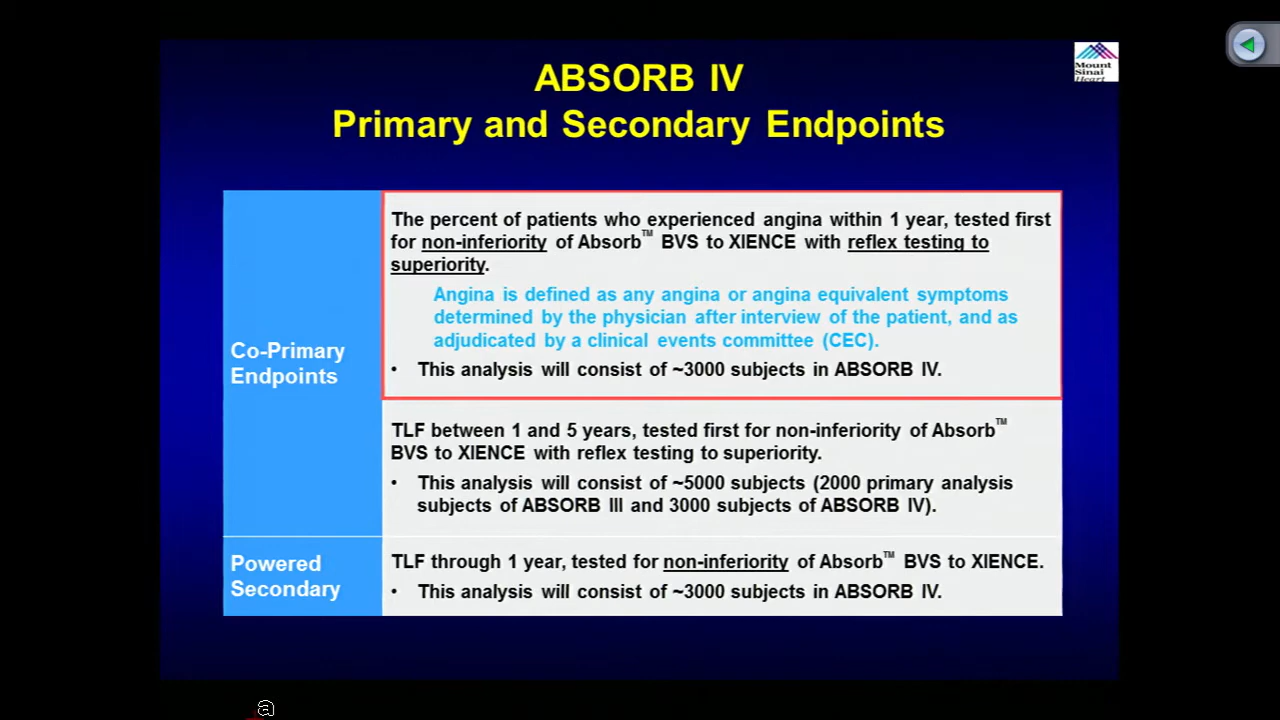 ABSORB IV
Primary and Secondary Endpoints
Mount
Sinai
Heart
Co-Primary
Endpoints
The percent of patients who experienced angina within 1 year, tested first
for non-inferiority of Absorb™ BVS to XIENCE with reflex testing to
superiority.
Angina is defined as any angina or angina equivalent symptoms
determined by the physician after interview of the patient, and as
adjudicated by a clinical events committee (CEC).
• This analysis will consist of ~3000 subjects in ABSORB IV.
TLF between 1 and 5 years, tested first for non-inferiority of Absorb™
BVS to XIENCE with reflex testing to superiority.
• This analysis will consist of ~5000 subjects (2000 primary analysis
subjects of ABSORB III and 3000 subjects of ABSORB IV).
Powered
Secondary
TLF through 1 year, tested for non-inferiority of Absorb™ BVS to XIENCE.
• This analysis will consist of ~3000 subjects in ABSORB IV.
a